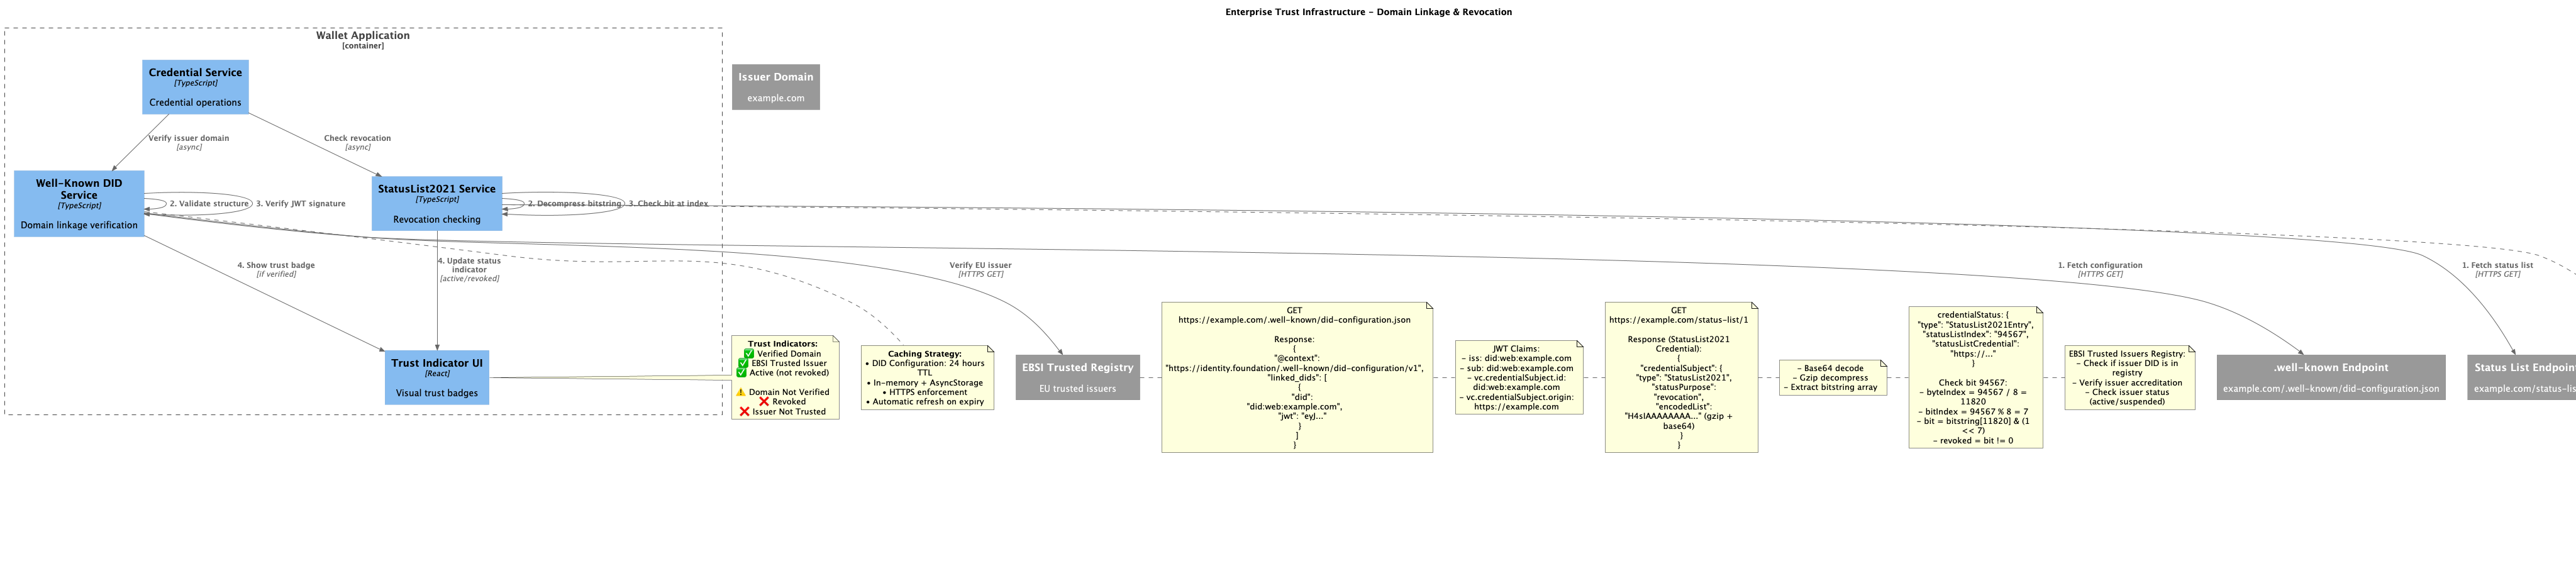 Enterprise Trust Infrastructure - Domain Linkage & Revocation
Wallet Application
[container]
Credential Service
[TypeScript]
Credential operations
Issuer Domain
example.com
Verify issuer domain
[async]
Check revocation
[async]
Well-Known DID
Service
[TypeScript]
Domain linkage verification
2. Validate structure
3. Verify JWT signature
StatusList2021 Service
[TypeScript]
Revocation checking
2. Decompress bitstring
3. Check bit at index
4. Show trust badge
[if verified]
4. Update status
indicator
[active/revoked]
Verify EU issuer
[HTTPS GET]
1. Fetch configuration
[HTTPS GET]
1. Fetch status list
[HTTPS GET]
Trust Indicator UI
[React]
Visual trust badges
Trust Indicators:
✅ Verified Domain
✅ EBSI Trusted Issuer
✅ Active (not revoked)
⚠️ Domain Not Verified
❌ Revoked
❌ Issuer Not Trusted
Caching Strategy:
• DID Configuration: 24 hours
TTL
• In-memory + AsyncStorage
• HTTPS enforcement
• Automatic refresh on expiry
EBSI Trusted Registry
EU trusted issuers
GET
https://example.com/.well-known/did-configuration.json
Response:
{
"@context":
"https://identity.foundation/.well-known/did-configuration/v1",
"linked_dids": [
{
"did":
"did:web:example.com",
"jwt": "eyJ..."
}
]
}
JWT Claims:
- iss: did:web:example.com
- sub: did:web:example.com
- vc.credentialSubject.id:
did:web:example.com
- vc.credentialSubject.origin:
https://example.com
GET
https://example.com/status-list/1
Response (StatusList2021
Credential):
{
"credentialSubject": {
"type": "StatusList2021",
"statusPurpose":
"revocation",
"encodedList":
"H4sIAAAAAAAA..." (gzip +
base64)
}
}
- Base64 decode
- Gzip decompress
- Extract bitstring array
credentialStatus: {
"type": "StatusList2021Entry",
"statusListIndex": "94567",
"statusListCredential":
"https://..."
}
Check bit 94567:
- byteIndex = 94567 / 8 =
11820
- bitIndex = 94567 % 8 = 7
- bit = bitstring[11820] & (1
<< 7)
- revoked = bit != 0
EBSI Trusted Issuers Registry:
- Check if issuer DID is in
registry
- Verify issuer accreditation
- Check issuer status
(active/suspended)
.well-known Endpoint
example.com/.well-known/did-configuration.json
Status List Endpoint
example.com/status-lis